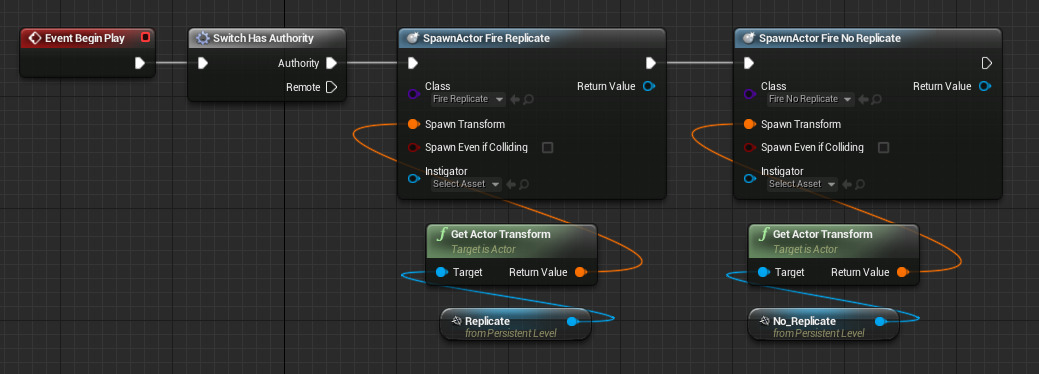 Event Begin Play
Switch Has Authority
Authority
Remote
SpawnActor Fire Replicate
Class
Fire Replicate
Return Value
Spawn Transform
Spawn Even if Colliding
Instigator
Select Asset
SpawnActor Fire No Replicate
Class
Fire No Replicate
Return Value
Spawn Transform
Spawn Even if Colliding
Instigator
Select Asset
f Get Actor Transform
Target is Actor
Target Return Value
Replicate
from Persistent Level
f Get Actor Transform
Target is Actor
Target Return Value
No_Replicate
from Persistent Level